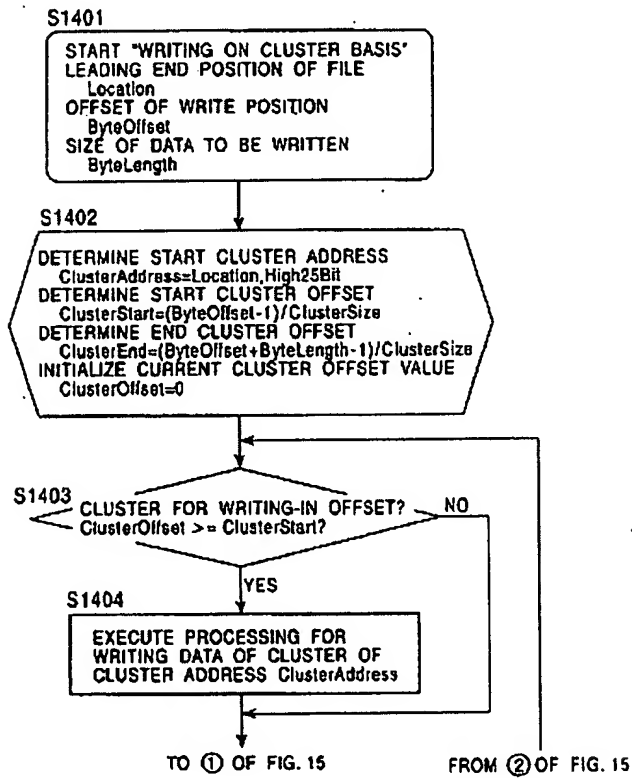 S1401
START "WRITING ON CLUSTER BASIS"
LEADING END POSITION OF FILE
Location
OFFSET OF WRITE POSITION
ByteOffset
SIZE OF DATA TO BE WRITTEN
ByteLength
S1402
DETERMINE START CLUSTER ADDRESS
ClusterAddress=Location,High25Bit
DETERMINE START CLUSTER OFFSET
ClusterStart=(ByteOffset-1)/ClusterSize
DETERMINE END CLUSTER OFFSET
ClusterEnd=(ByteOffset+ByteLength-1)/ClusterSize
INITIALIZE CURRENT CLUSTER OFFSET VALUE
ClusterOffset=0
S1403
CLUSTER FOR WRITING-IN OFFSET?
ClusterOffset >= ClusterStart?
NO
YES
S1404
EXECUTE PROCESSING FOR
WRITING DATA OF CLUSTER OF
CLUSTER ADDRESS ClusterAddress
TO ① OF FIG. 15
FROM ② OF FIG. 15